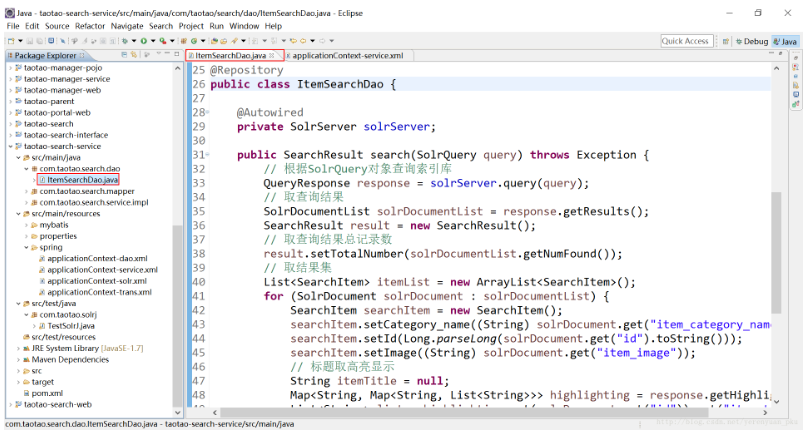 Java - taotao-search-service/src/main/java/com/taotao/search/dao/ItemSearchDao.java - Eclipse
File Edit Source Refactor Navigate Search Project Run Window Help
Quick Access
Debug
Java
Package Explorer
taotao-manager-pojo
taotao-manager-service
taotao-manager-web
taotao-parent
taotao-portal-web
taotao-search
taotao-search-interface
taotao-search-service
src/main/java
com.taotao.search.dao
ItemSearchDao.java
com.taotao.search.mapper
com.taotao.search.service.impl
src/main/resources
mybatis
properties
spring
applicationContext-dao.xml
applicationContext-service.xml
applicationContext-solr.xml
applicationContext-trans.xml
src/test/java
com.taotao.solrj
TestSolrJ.java
src/test/resources
JRE System Library [JavaSE-1.7]
Maven Dependencies
src
target
pom.xml
taotao-search-web
ItemSearchDao.java
applicationContext-service.xml
25 @Repository
26 public class ItemSearchDao {
27
28 @Autowired
29 private SolrServer solrServer;
30
31 public SearchResult search(SolrQuery query) throws Exception {
32 // 根据SolrQuery对象查询索引库
33 QueryResponse response = solrServer.query(query);
34 // 取查询结果
35 SolrDocumentList solrDocumentList = response.getResults();
36 SearchResult result = new SearchResult();
37 // 取查询结果总记录数
38 result.setTotalNumber(solrDocumentList.getNumFound());
39 // 取结果集
40 List<SearchItem> itemList = new ArrayList<SearchItem>();
41 for (SolrDocument solrDocument : solrDocumentList) {
42 SearchItem searchItem = new SearchItem();
43 searchItem.setCategory_name((String) solrDocument.get("item_category_nam
44 searchItem.setId(Long.parseLong(solrDocument.get("id").toString()));
45 searchItem.setImage((String) solrDocument.get("item_image"));
46 // 标题取高亮显示
47 String itemTitle = null;
48 Map<String, Map<String, List<String>>> highlighting = response.getHighli
com.taotao.search.dao.ItemSearchDao.java - taotao-search-service/src/main/java